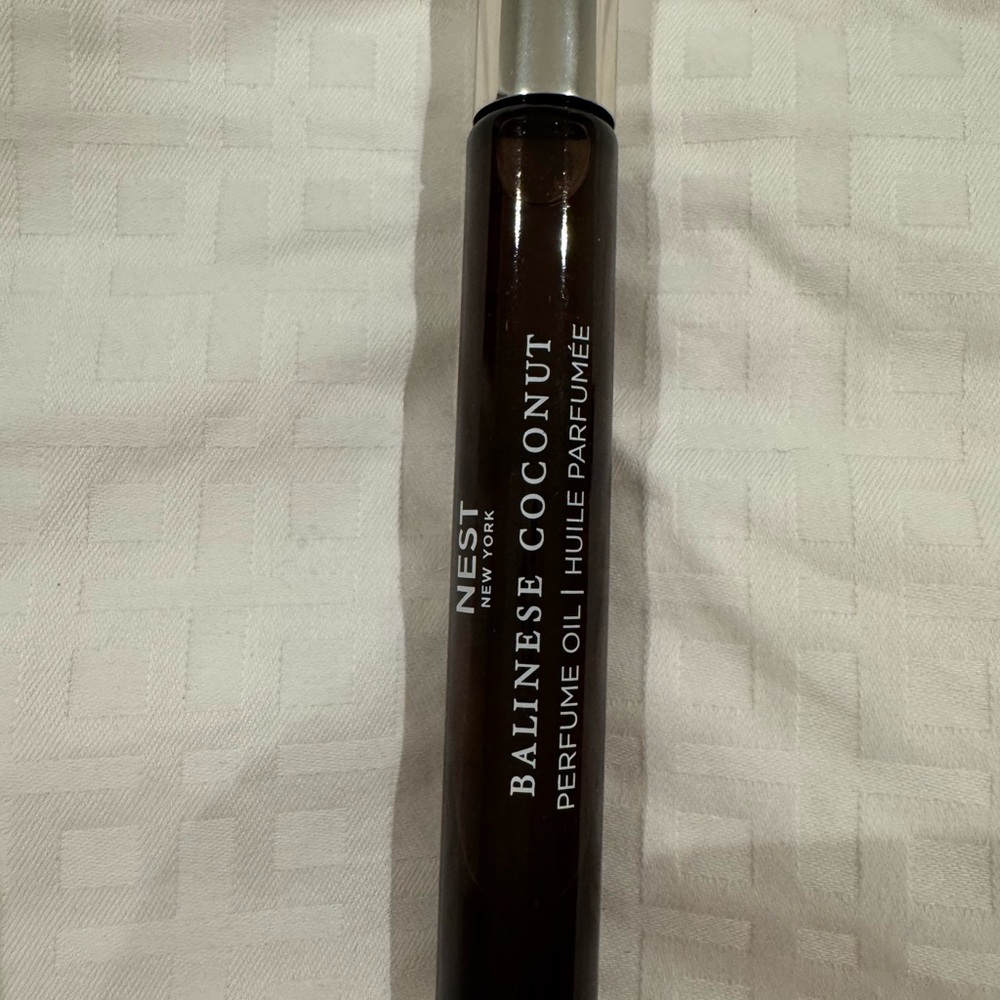 NEST
NEW YORK
BALINESE COCONUT
PERFUME OIL | HUILE PARFUMÉE